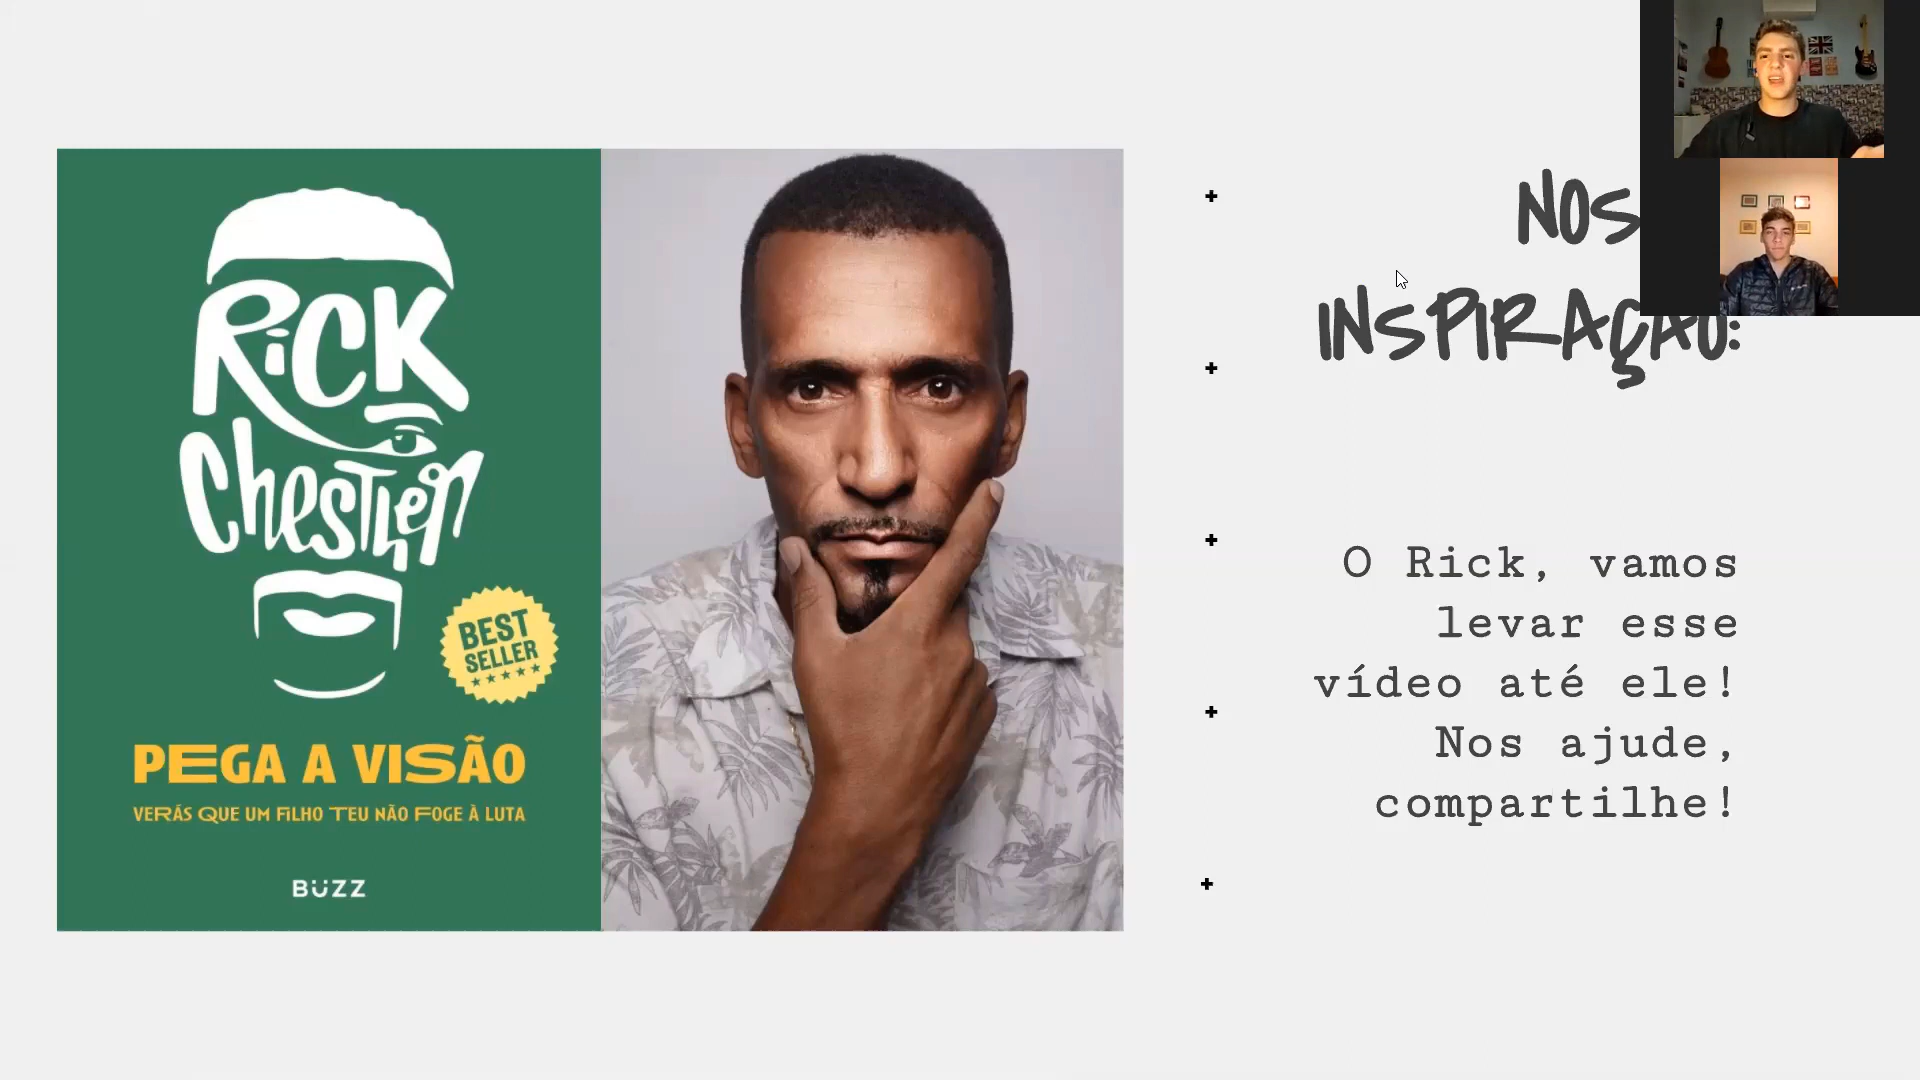 RICK
Chesther
BEST
SELLER
PEGA A VISÃO
VERÁS QUE UM FILHO TEU NÃO FOGE À LUTA
BUZZ
INSPIRAÇÃO:
O Rick, vamos
levar esse
vídeo até ele!
Nos ajude,
compartilhe!